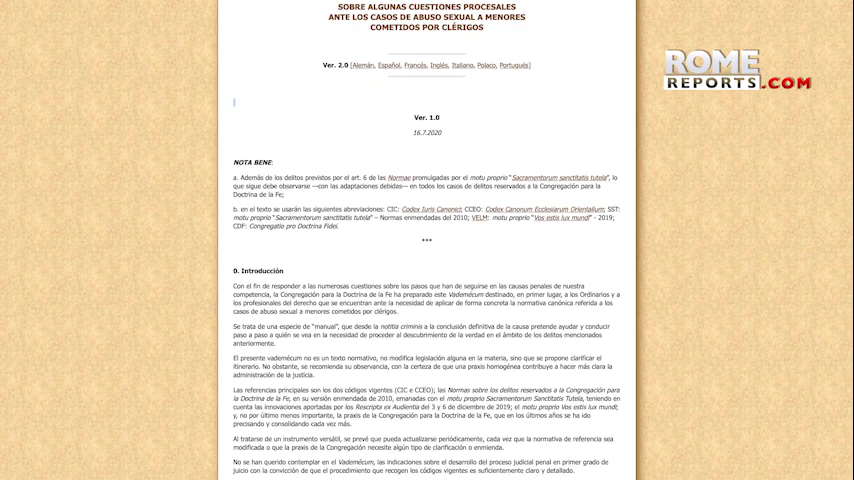 SOBRE ALGUNAS CUESTIONES PROCESALES
ANTE LOS CASOS DE ABUSO SEXUAL A MENORES
COMETIDOS POR CLÉRIGOS
ROME
REPORTS.COM
Ver. 2.0 [Alemán, Español, Francés, Inglés, Italiano, Polaco, Portugués]
Ver. 1.0
16.7.2020
NOTA BENE:
a. Además de los delitos previstos por el art. 6 de las Normae promulgadas por el motu proprio "Sacramentorum sanctitatis tutela", lo
que sigue debe observarse —con las adaptaciones debidas— en todos los casos de delitos reservados a la Congregación para la
Doctrina de la Fe;
b. en el texto se usarán las siguientes abreviaciones: CIC: Codex Iuris Canonici; CCEO: Codex Canonum Ecclesiarum Orientalium; SST:
motu proprio "Sacramentorum sanctitatis tutela" – Normas enmendadas del 2010; VELM: motu proprio "Vos estis lux mundi" - 2019;
CDF: Congregatio pro Doctrina Fidei.
***
0. Introducción
Con el fin de responder a las numerosas cuestiones sobre los pasos que han de seguirse en las causas penales de nuestra
competencia, la Congregación para la Doctrina de la Fe ha preparado este Vademécum destinado, en primer lugar, a los Ordinarios y a
los profesionales del derecho que se encuentran ante la necesidad de aplicar de forma concreta la normativa canónica referida a los
casos de abuso sexual a menores cometidos por clérigos.
Se trata de una especie de "manual", que desde la notitia criminis a la conclusión definitiva de la causa pretende ayudar y conducir
paso a paso a quién se vea en la necesidad de proceder al descubrimiento de la verdad en el ámbito de los delitos mencionados
anteriormente.
El presente vademécum no es un texto normativo, no modifica legislación alguna en la materia, sino que se propone clarificar el
itinerario. No obstante, se recomienda su observancia, con la certeza de que una praxis homogénea contribuye a hacer más clara la
administración de la justicia.
Las referencias principales son los dos códigos vigentes (CIC e CCEO); las Normas sobre los delitos reservados a la Congregación para
la Doctrina de la Fe, en su versión enmendada de 2010, emanadas con el motu proprio Sacramentorum Sanctitatis Tutela, teniendo en
cuenta las innovaciones aportadas por los Rescripta ex Audientia del 3 y 6 de diciembre de 2019; el motu proprio Vos estis lux mundi;
y, no por último menos importante, la praxis de la Congregación para la Doctrina de la Fe, que en los últimos años se ha ido
precisando y consolidando cada vez más.
Al tratarse de un instrumento versátil, se prevé que pueda actualizarse periódicamente, cada vez que la normativa de referencia sea
modificada o que la praxis de la Congregación necesite algún tipo de clarificación o enmienda.
No se han querido contemplar en el Vademécum, las indicaciones sobre el desarrollo del proceso judicial penal en primer grado de
juicio con la convicción de que el procedimiento que recogen los códigos vigentes es suficientemente claro y detallado.